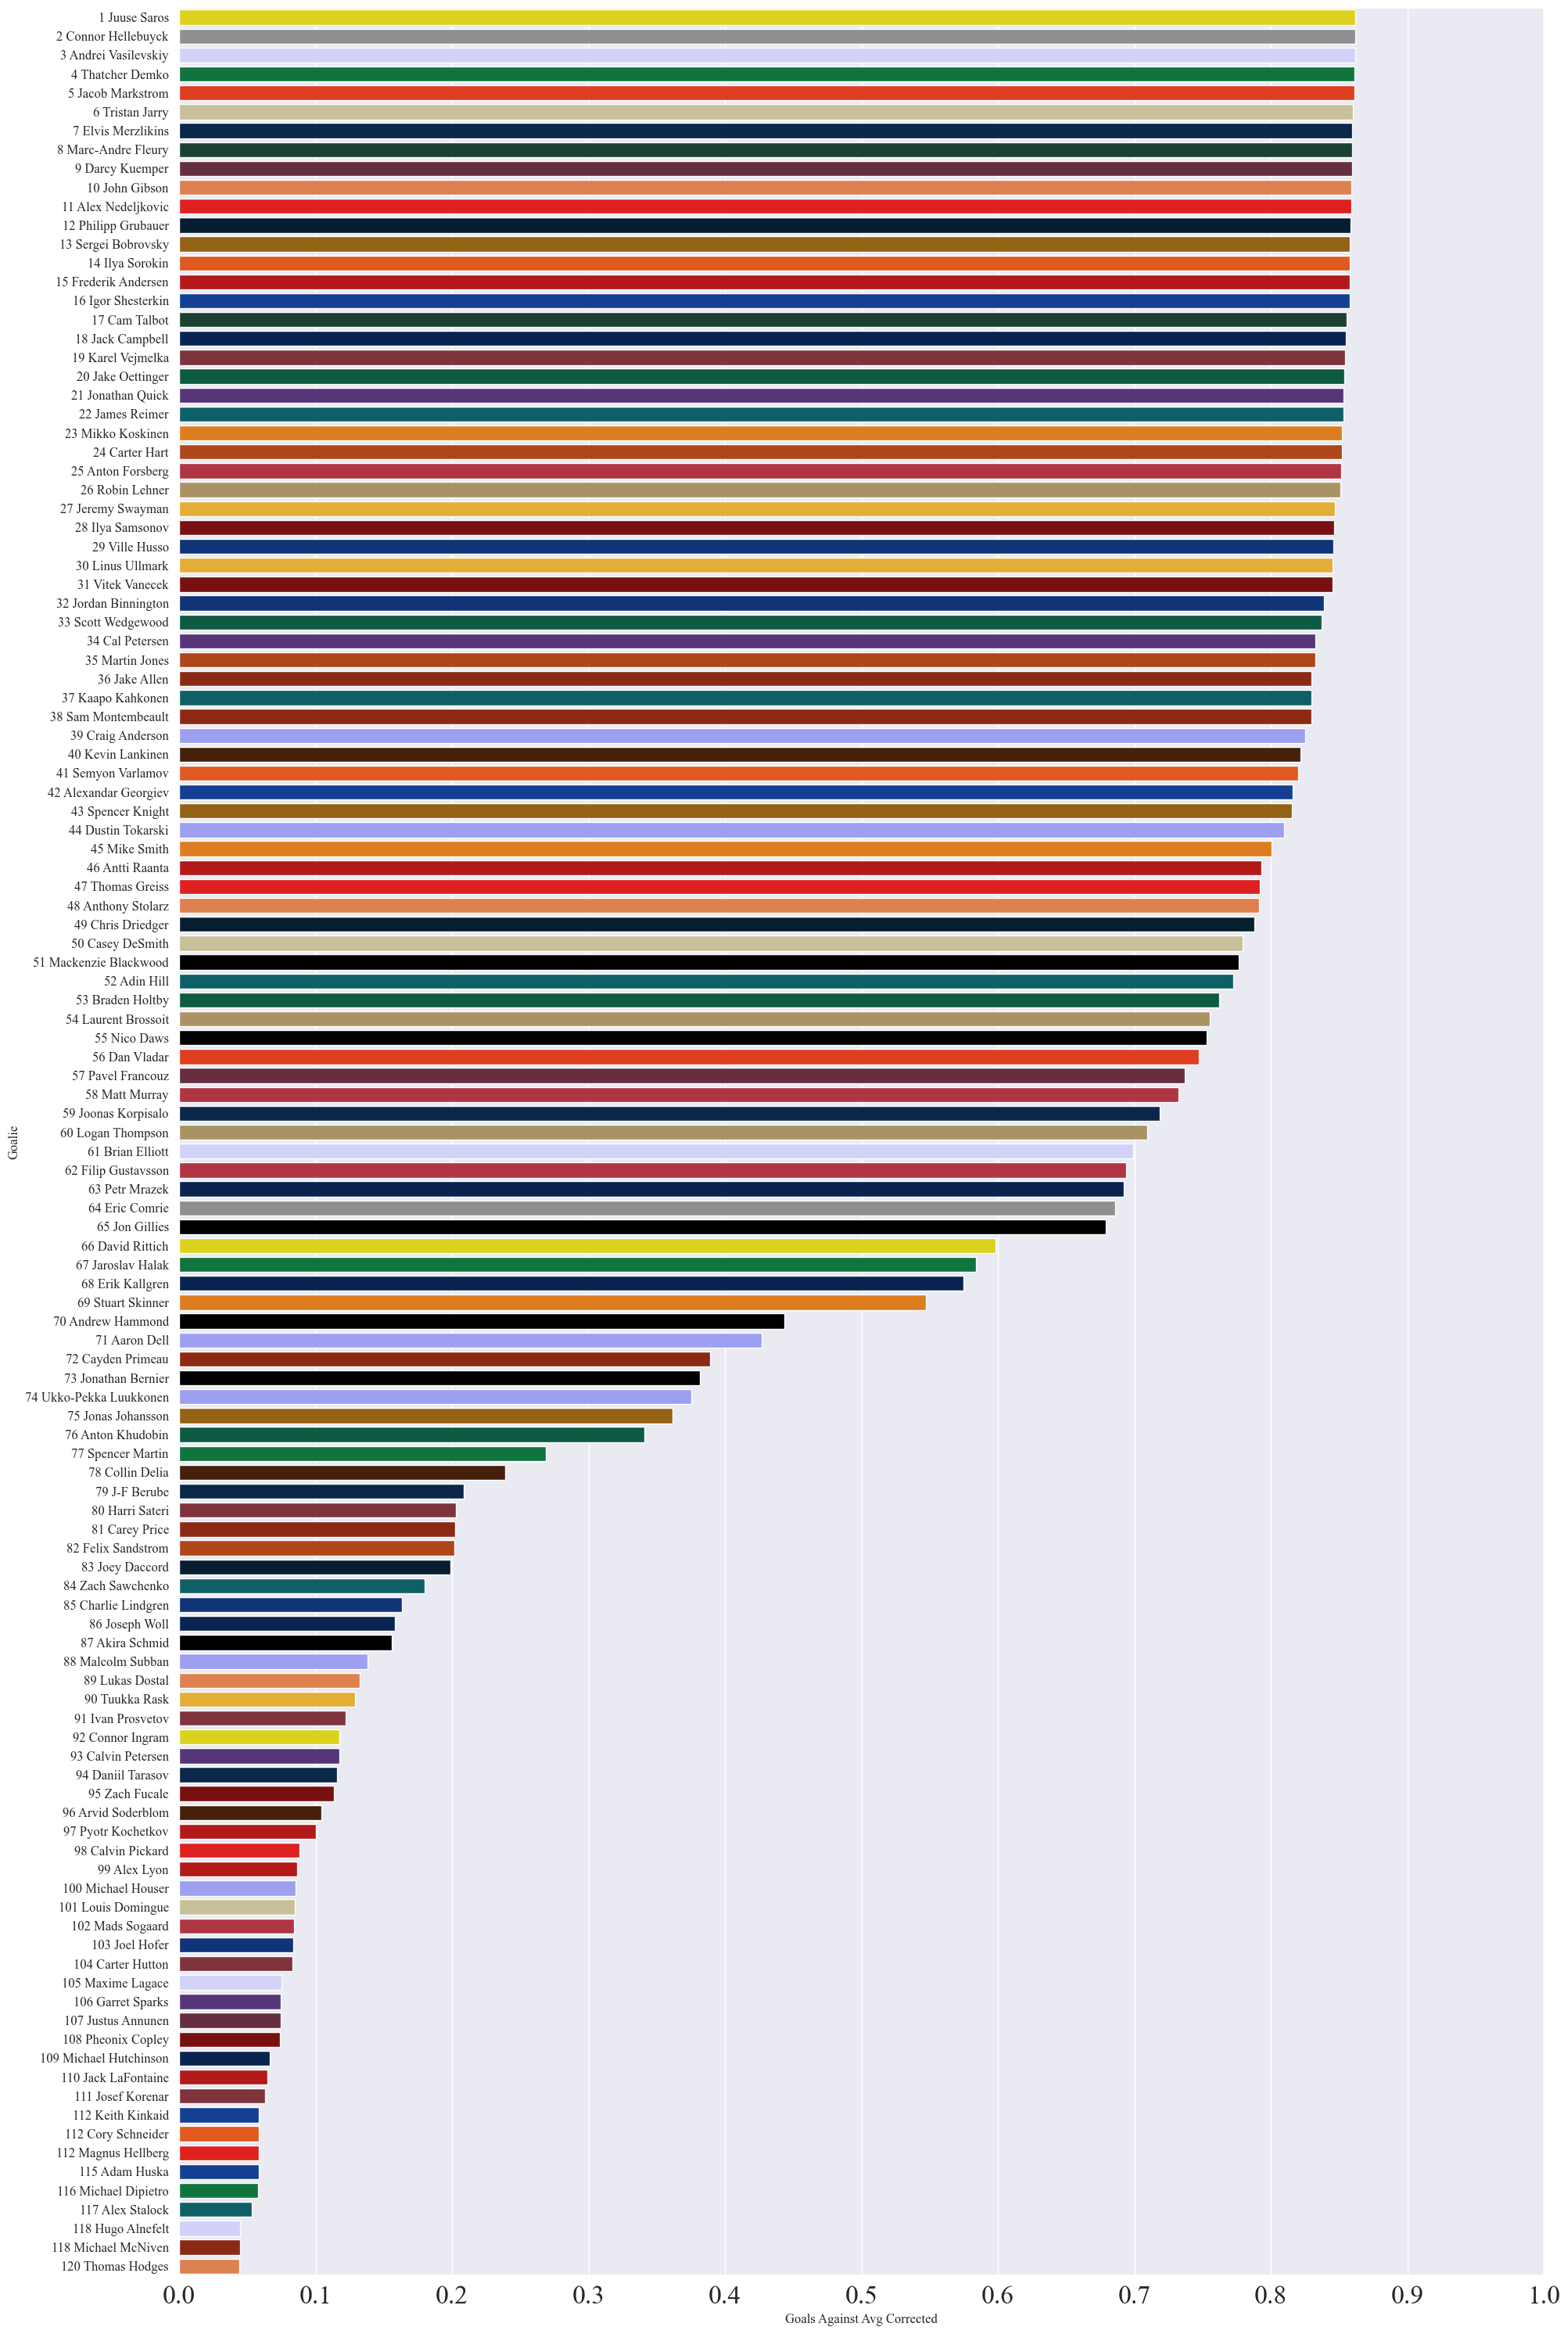 1 Juuse Saros
2 Connor Hellebuyck
3 Andrei Vasilevskiy
4 Thatcher Demko
5 Jacob Markstrom
6 Tristan Jarry
7 Elvis Merzlikins
8 Marc-Andre Fleury
9 Darcy Kuemper
10 John Gibson
11 Alex Nedeljkovic
12 Philipp Grubauer
13 Sergei Bobrovsky
14 Ilya Sorokin
15 Frederik Andersen
16 Igor Shesterkin
17 Cam Talbot
18 Jack Campbell
19 Karel Vejmelka
20 Jake Oettinger
21 Jonathan Quick
22 James Reimer
23 Mikko Koskinen
24 Carter Hart
25 Anton Forsberg
26 Robin Lehner
27 Jeremy Swayman
28 Ilya Samsonov
29 Ville Husso
30 Linus Ullmark
31 Vitek Vanecek
32 Jordan Binnington
33 Scott Wedgewood
34 Cal Petersen
35 Martin Jones
36 Jake Allen
37 Kaapo Kahkonen
38 Sam Montembeault
39 Craig Anderson
40 Kevin Lankinen
41 Semyon Varlamov
42 Alexandar Georgiev
43 Spencer Knight
44 Dustin Tokarski
45 Mike Smith
46 Antti Raanta
47 Thomas Greiss
48 Anthony Stolarz
49 Chris Driedger
50 Casey DeSmith
51 Mackenzie Blackwood
52 Adin Hill
53 Braden Holtby
54 Laurent Brossoit
55 Nico Daws
56 Dan Vladar
57 Pavel Francouz
58 Matt Murray
59 Joonas Korpisalo
60 Logan Thompson
61 Brian Elliott
62 Filip Gustavsson
63 Petr Mrazek
64 Eric Comrie
65 Jon Gillies
66 David Rittich
67 Jaroslav Halak
68 Erik Kallgren
69 Stuart Skinner
70 Andrew Hammond
71 Aaron Dell
72 Cayden Primeau
73 Jonathan Bernier
74 Ukko-Pekka Luukkonen
75 Jonas Johansson
76 Anton Khudobin
77 Spencer Martin
78 Collin Delia
79 J-F Berube
80 Harri Sateri
81 Carey Price
82 Felix Sandstrom
83 Joey Daccord
84 Zach Sawchenko
85 Charlie Lindgren
86 Joseph Woll
87 Akira Schmid
88 Malcolm Subban
89 Lukas Dostal
90 Tuukka Rask
91 Ivan Prosvetov
92 Connor Ingram
93 Calvin Petersen
94 Daniil Tarasov
95 Zach Fucale
96 Arvid Soderblom
97 Pyotr Kochetkov
98 Calvin Pickard
99 Alex Lyon
100 Michael Houser
101 Louis Domingue
102 Mads Sogaard
103 Joel Hofer
104 Carter Hutton
105 Maxime Lagace
106 Garret Sparks
107 Justus Annunen
108 Pheonix Copley
109 Michael Hutchinson
110 Jack LaFontaine
111 Josef Korenar
112 Keith Kinkaid
112 Cory Schneider
112 Magnus Hellberg
115 Adam Huska
116 Michael Dipietro
117 Alex Stalock
118 Hugo Alnefelt
118 Michael McNiven
120 Thomas Hodges
Goalie
0.0 0.1 0.2 0.3 0.4 0.5 0.6 0.7 0.8 0.9 1.0
Goals Against Avg Corrected